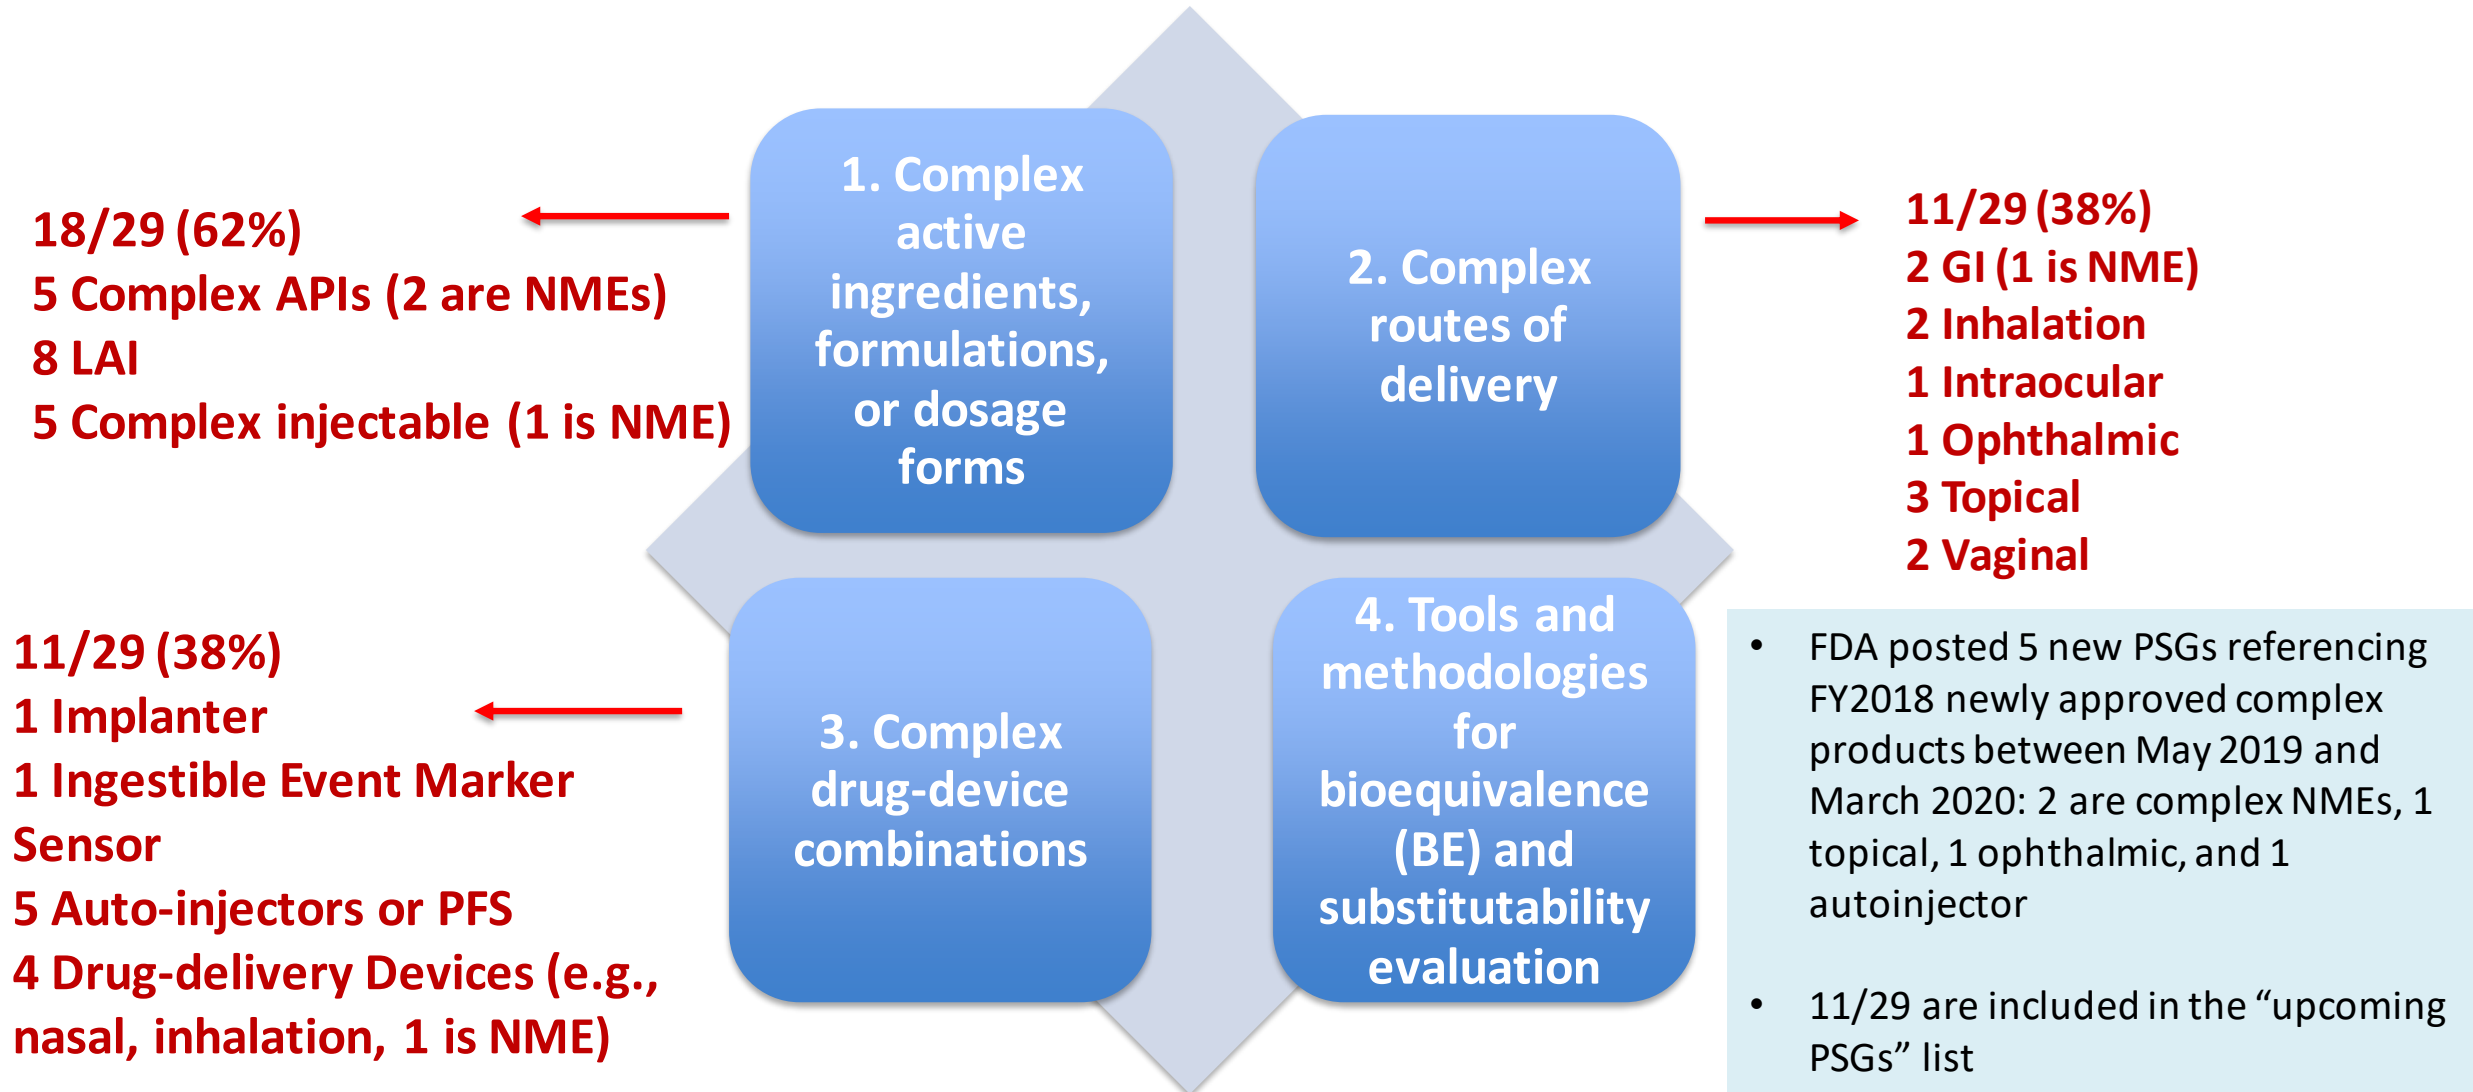 18/29 (62%)
5 Complex APIs (2 are NMEs)
8 LAI
5 Complex injectable (1 is NME)
1. Complex
active
ingredients,
formulations,
or dosage
forms
2. Complex
routes of
delivery
11/29 (38%)
2 GI (1 is NME)
2 Inhalation
1 Intraocular
1 Ophthalmic
3 Topical
2 Vaginal
11/29 (38%)
1 Implanter
1 Ingestible Event Marker
Sensor
5 Auto-injectors or PFS
4 Drug-delivery Devices (e.g.,
nasal, inhalation, 1 is NME)
3. Complex
drug-device
combinations
4. Tools and
methodologies
for
bioequivalence
(BE) and
substitutability
evaluation
• FDA posted 5 new PSGs referencing
FY2018 newly approved complex
products between May 2019 and
March 2020: 2 are complex NMEs, 1
topical, 1 ophthalmic, and 1
autoinjector
• 11/29 are included in the “upcoming
PSGs” list